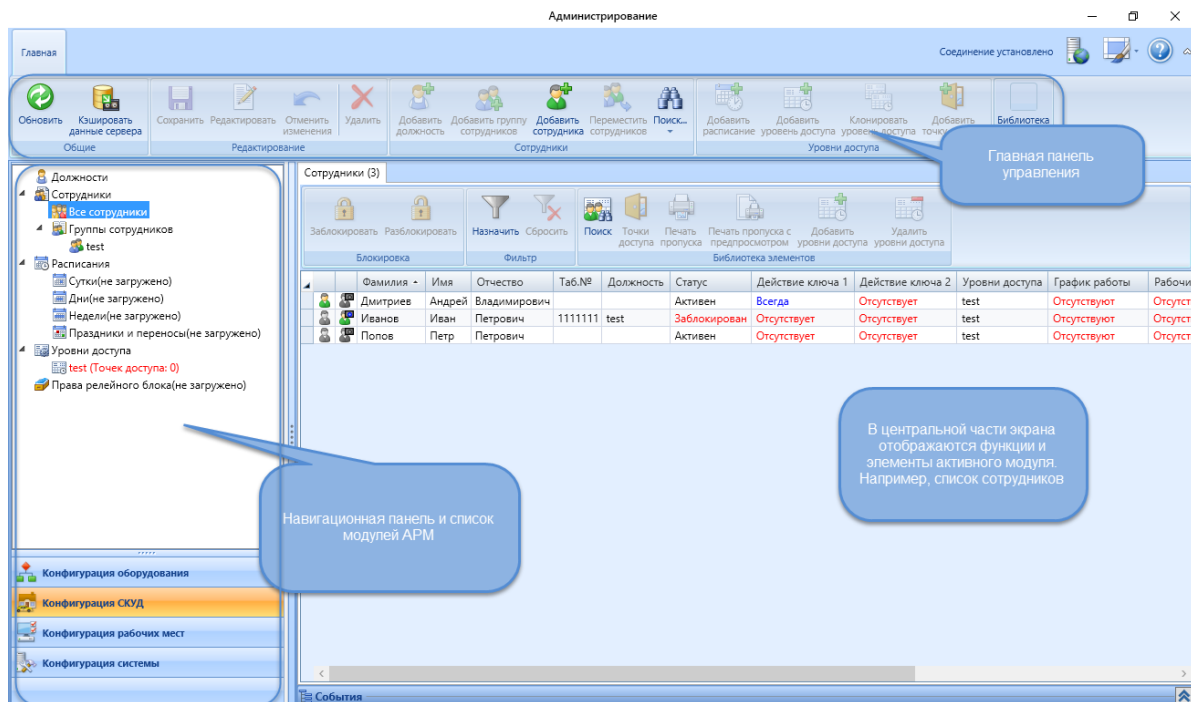 Администрирование
Главная
Соединение установлено
Обновить Кэшировать данные сервера
Сохранить Редактировать Отменить изменения Удалить
Добавить должность Добавить группу сотрудников Добавить сотрудника Переместить сотрудников Поиск...
Добавить расписание Добавить уровень доступа Клонировать уровень доступа Добавить Библиотека
Общие Редактирование Сотрудники Уровни доступа
Главная панель
управления
Должности
Сотрудники
Все сотрудники
Группы сотрудников
test
Расписания
Сутки(не загружено)
Дни(не загружено)
Недели(не загружено)
Праздники и переносы(не загружено)
Уровни доступа
test (Точек доступа: 0)
Права релейного блока(не загружено)
Сотрудники (3)
Заблокировать Разблокировать Назначить Сбросить Поиск Точки доступа Печать пропуска Печать пропуска с предпросмотром Добавить уровни доступа Удалить уровни доступа
Блокировка Фильтр Библиотека элементов
Фамилия Имя Отчество Таб.№ Должность Статус Действие ключа 1 Действие ключа 2 Уровни доступа График работы Рабочи
Дмитриев Андрей Владимирович Активен Всегда Отсутствует test Отсутствуют Отсутст
Иванов Иван Петрович 1111111 test Заблокирован Отсутствует Отсутствует test Отсутствуют Отсутст
Попов Петр Петрович Активен Отсутствует Отсутствует test Отсутствуют Отсутст
В центральной части экрана
отображаются функции и
элементы активного модуля.
Например, список сотрудников
Навигационная панель и список
модулей АРМ
Конфигурация оборудования
Конфигурация СКУД
Конфигурация рабочих мест
Конфигурация системы
События